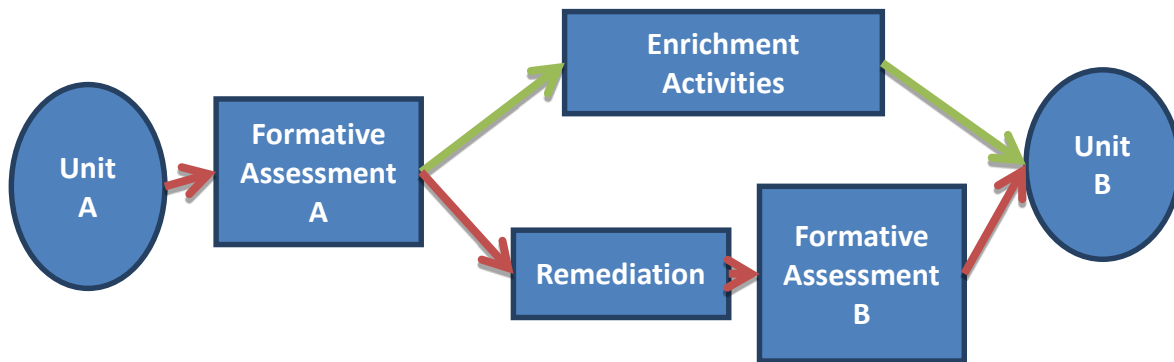 Unit
A
Formative
Assessment
A
Enrichment
Activities
Remediation
Formative
Assessment
B
Unit
B